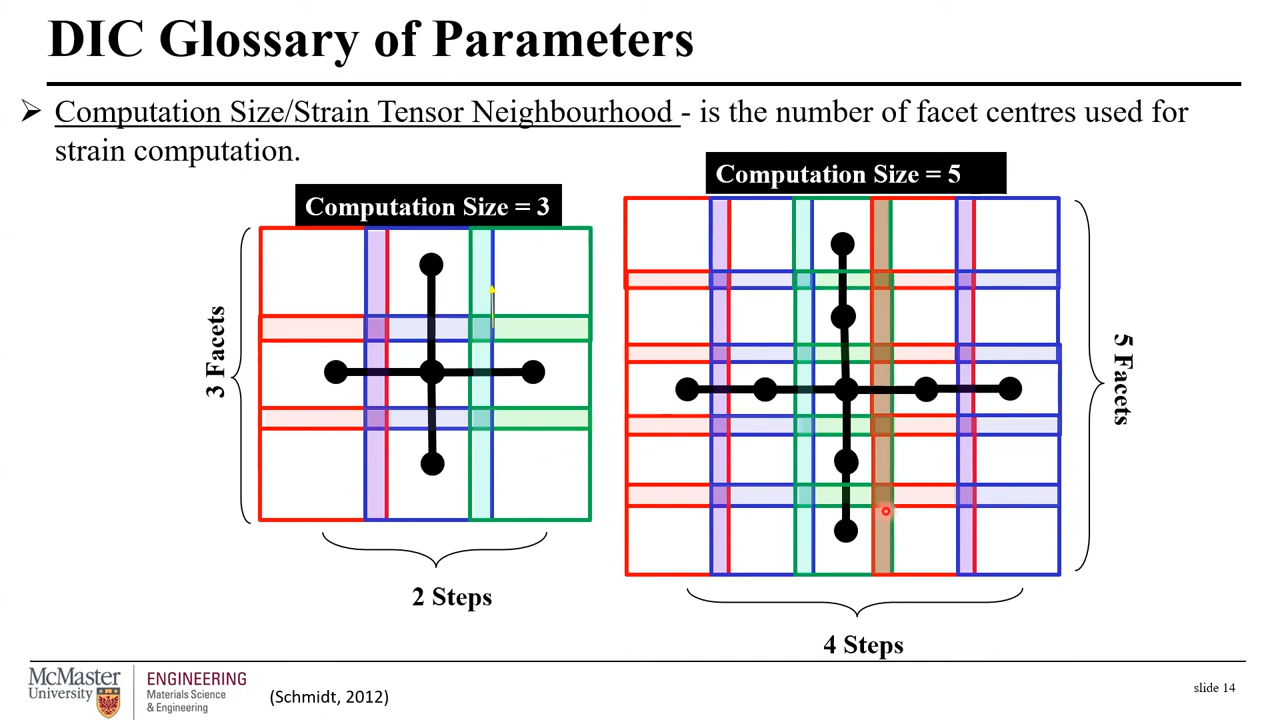 DIC Glossary of Parameters
➢ Computation Size/Strain Tensor Neighbourhood - is the number of facet centres used for
strain computation.
Computation Size = 3
3 Facets
2 Steps
Computation Size = 5
5 Facets
4 Steps
McMaster
University
ENGINEERING
Materials Science
& Engineering
(Schmidt, 2012)
slide 14